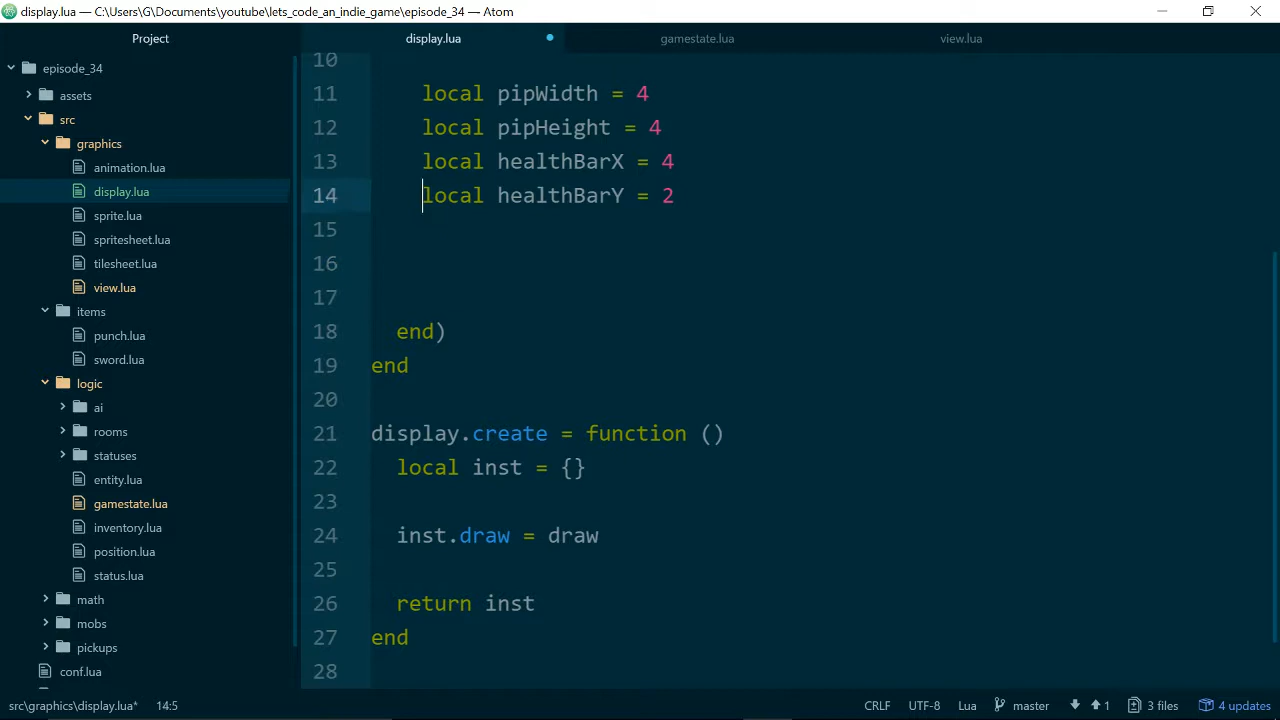 display.lua — C:\Users\G\Documents\youtube\lets_code_an_indie_game\episode_34 — Atom
Project
display.lua
gamestate.lua
view.lua
episode_34
assets
src
graphics
animation.lua
display.lua
sprite.lua
spritesheet.lua
tilesheet.lua
view.lua
items
punch.lua
sword.lua
logic
ai
rooms
statuses
entity.lua
gamestate.lua
inventory.lua
position.lua
status.lua
math
mobs
pickups
conf.lua
10
11 local pipWidth = 4
12 local pipHeight = 4
13 local healthBarX = 4
14 local healthBarY = 2
15
16
17
18 end)
19 end
20
21 display.create = function ()
22 local inst = {}
23
24 inst.draw = draw
25
26 return inst
27 end
28
src\graphics\display.lua* 14:5
CRLF UTF-8 Lua master 1 3 files 4 updates